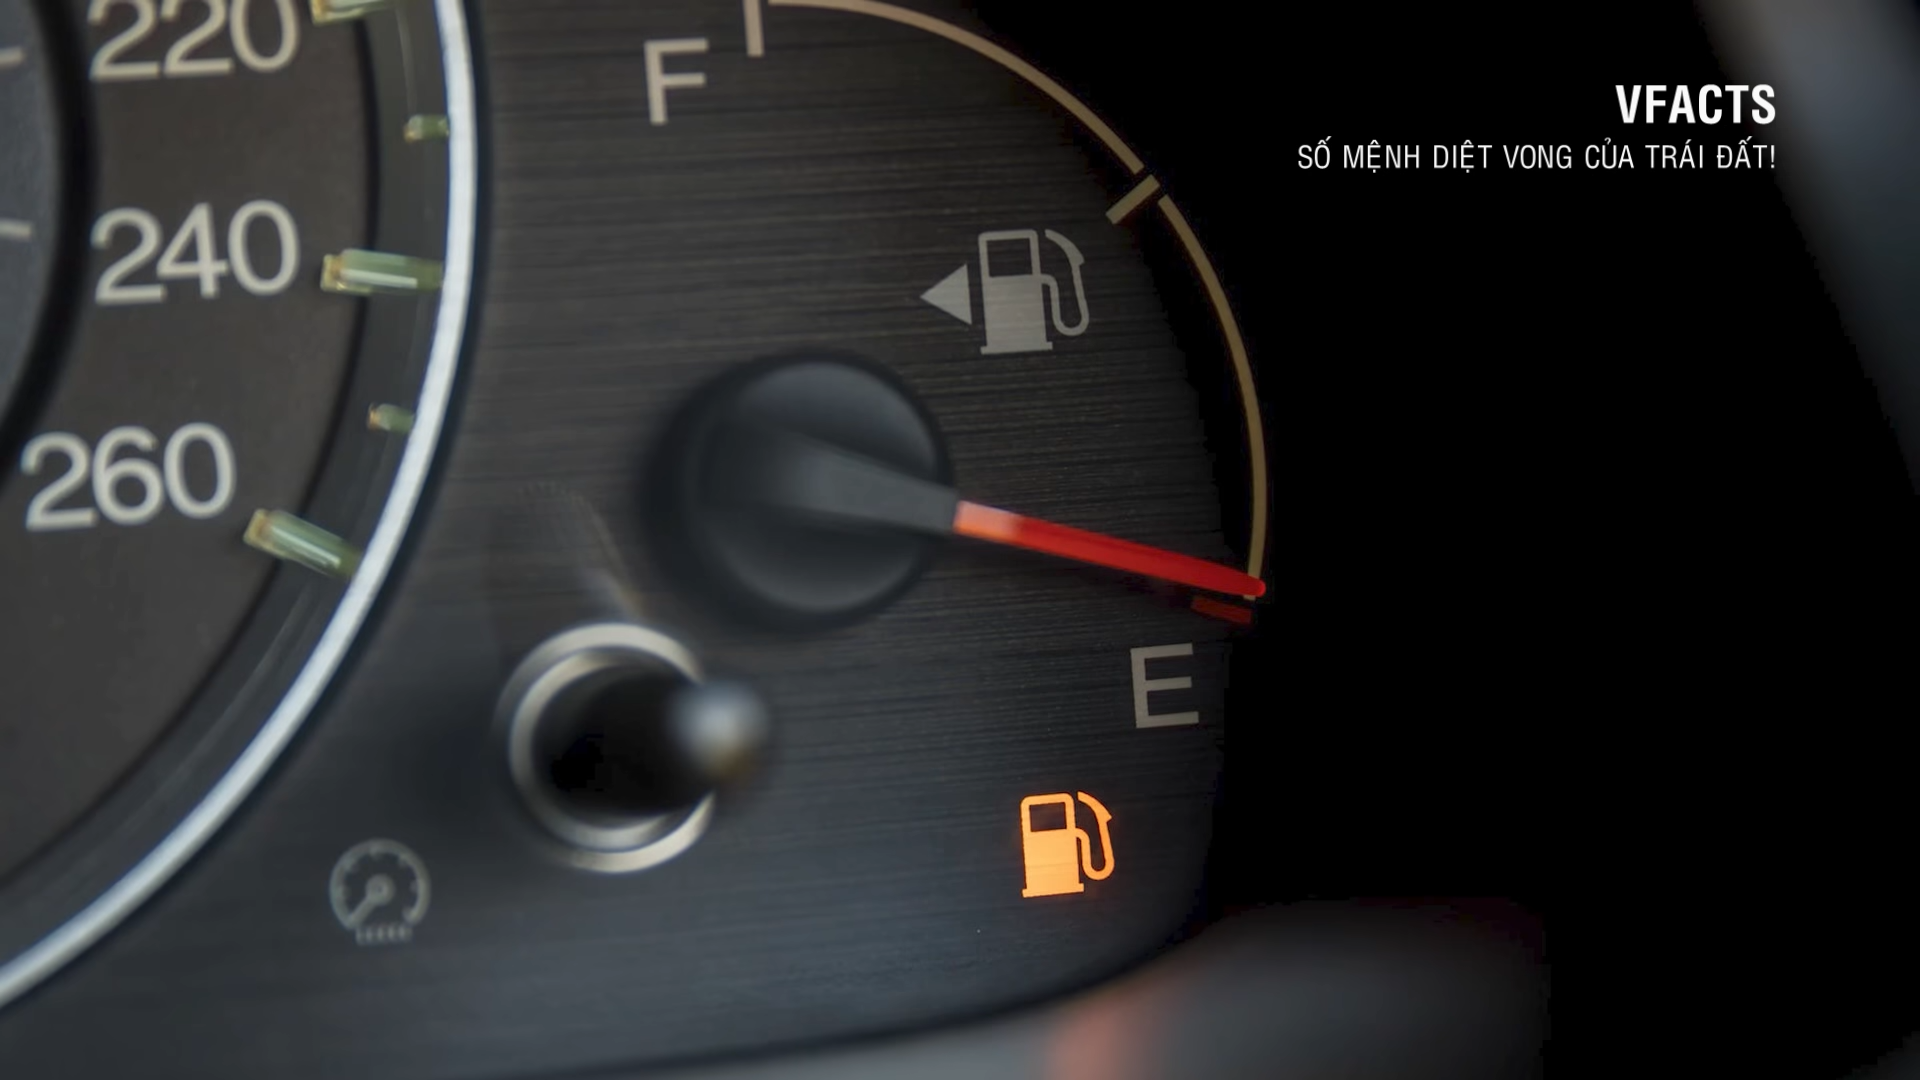 220
F
VFACTS
SỐ MỆNH DIỆT VONG CỦA TRÁI ĐẤT!
240
260
E